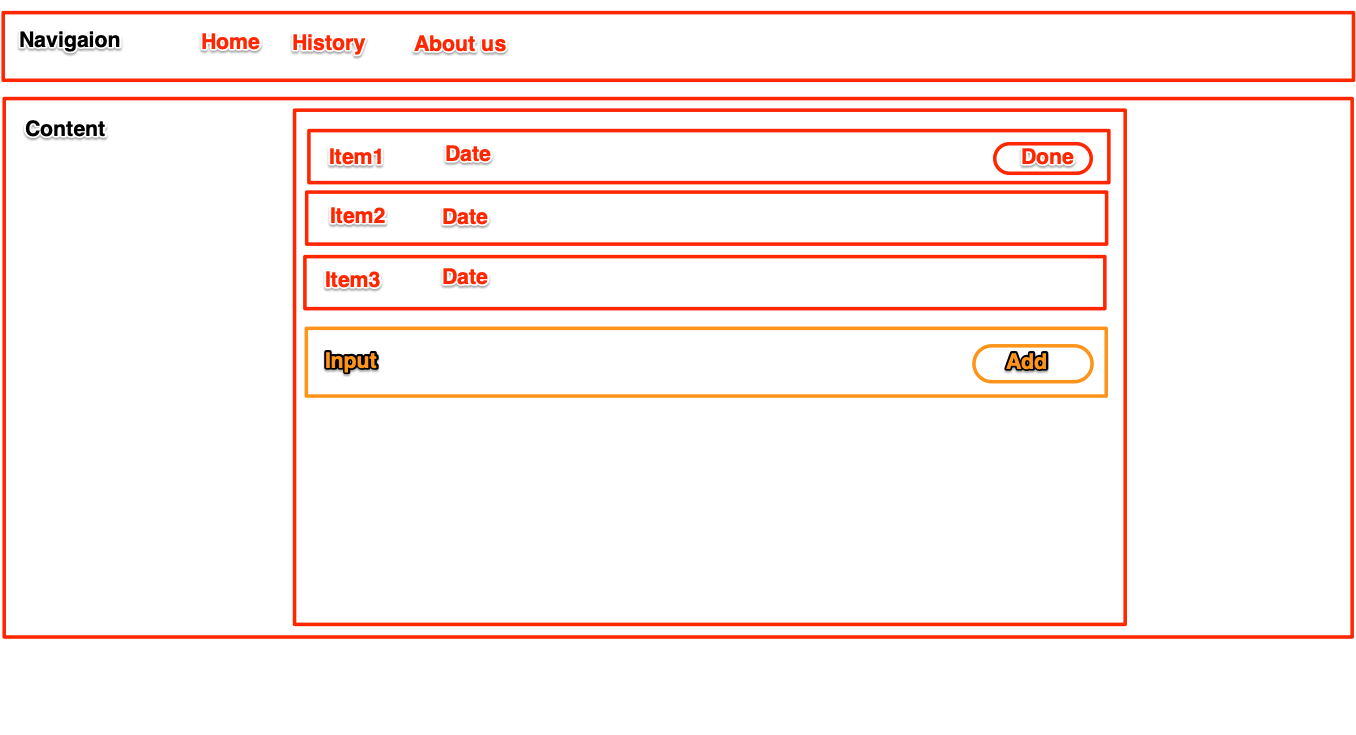 Navigaion Home History About us
Content
Item1 Date Done
Item2 Date
Item3 Date
Input Add